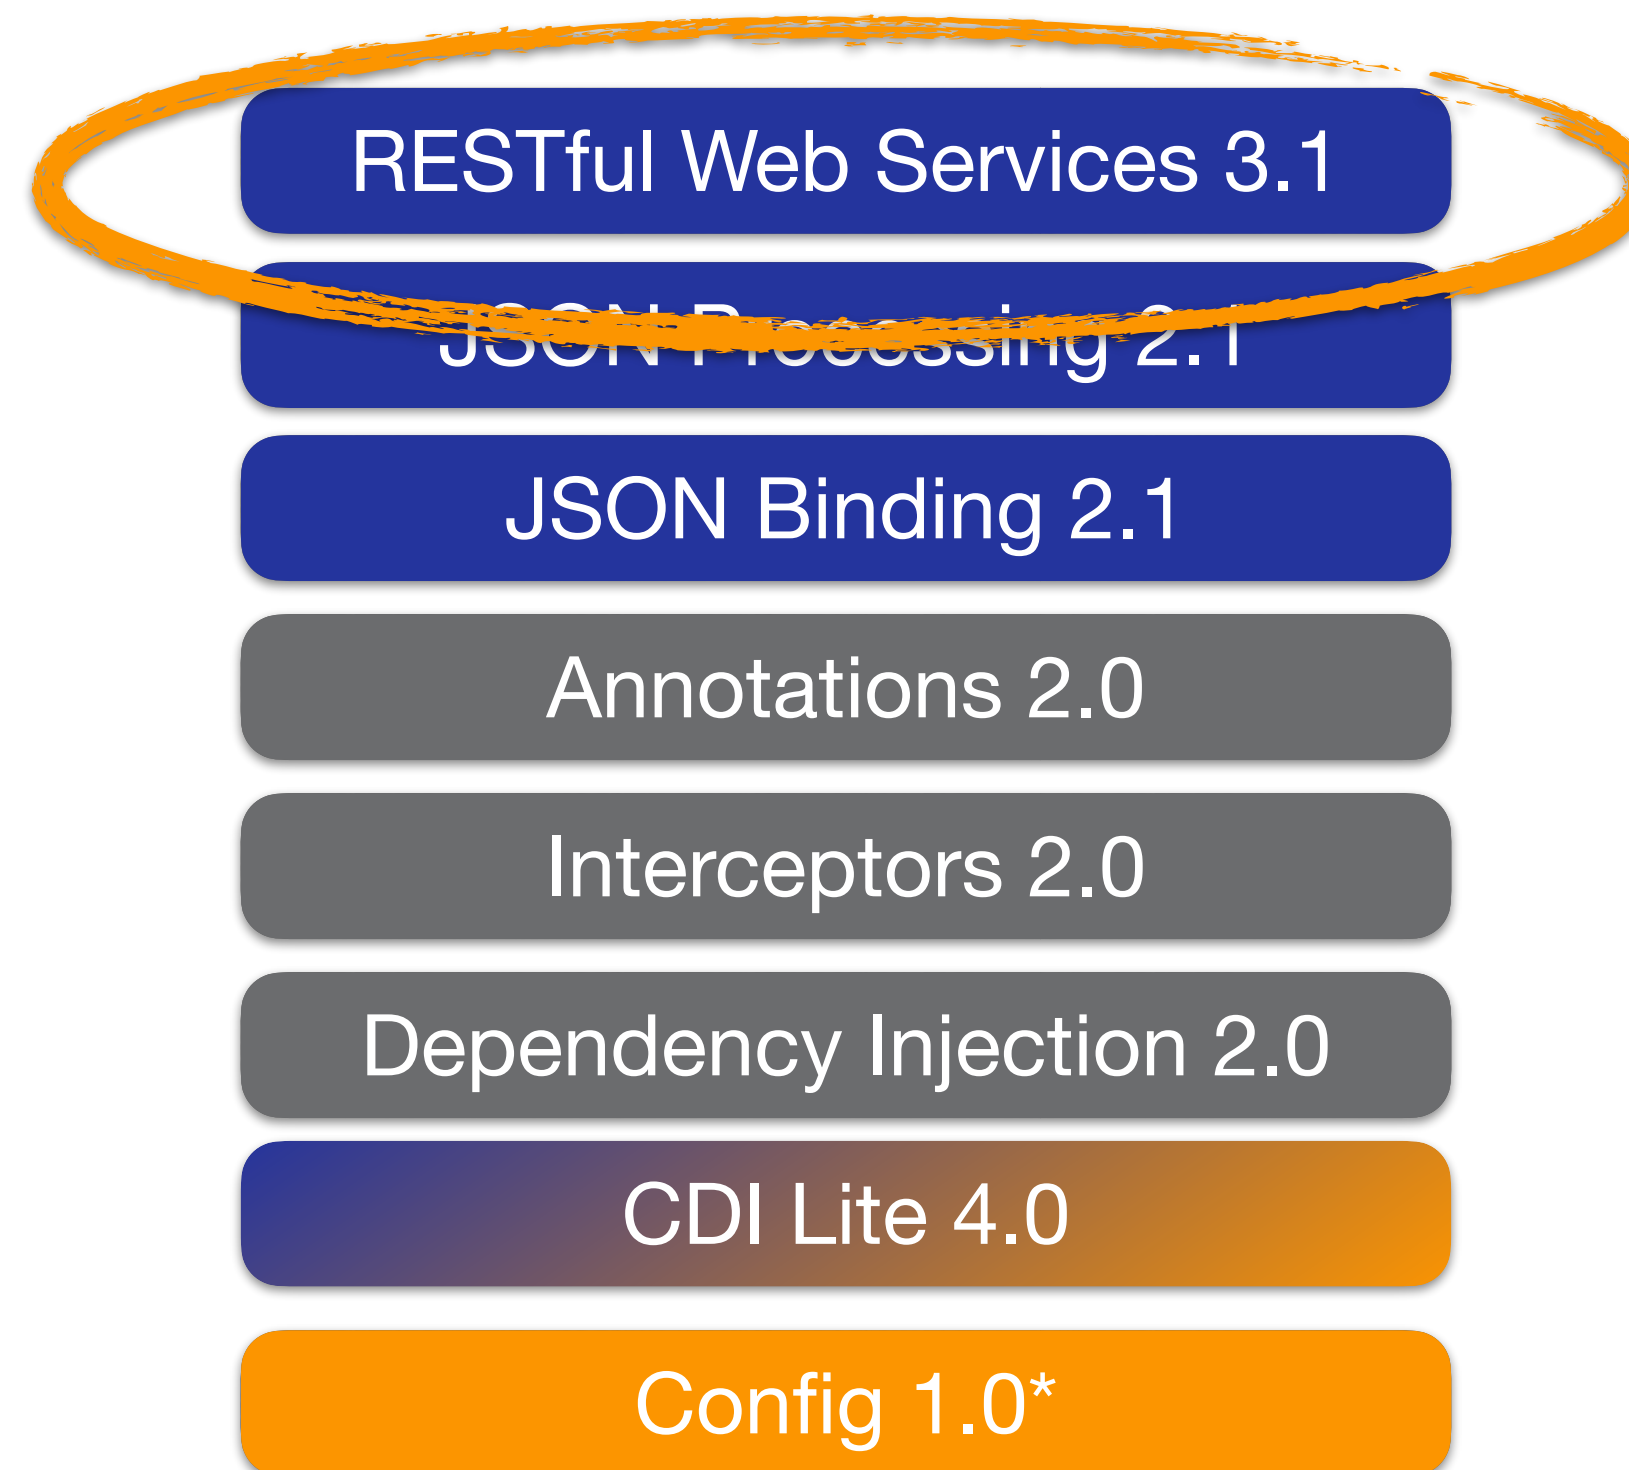 RESTful Web Services 3.1
JSON Processing 2.1
JSON Binding 2.1
Annotations 2.0
Interceptors 2.0
Dependency Injection 2.0
CDI Lite 4.0
Config 1.0*